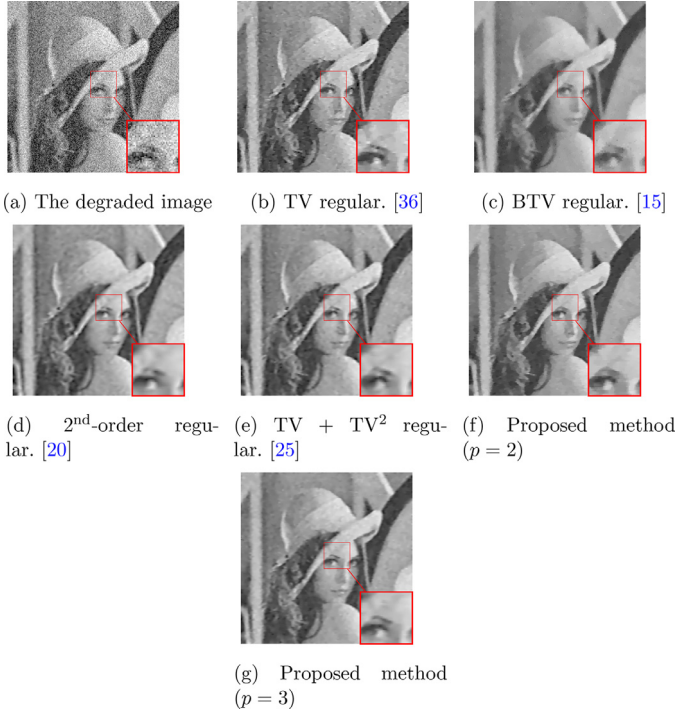 (a) The degraded image
(b) TV regular. [36]
(c) BTV regular. [15]
(d) 2nd-order regu-
lar. [20]
(e) TV + TV² regu-
lar. [25]
(f) Proposed method
(p = 2)
(g) Proposed method
(p = 3)